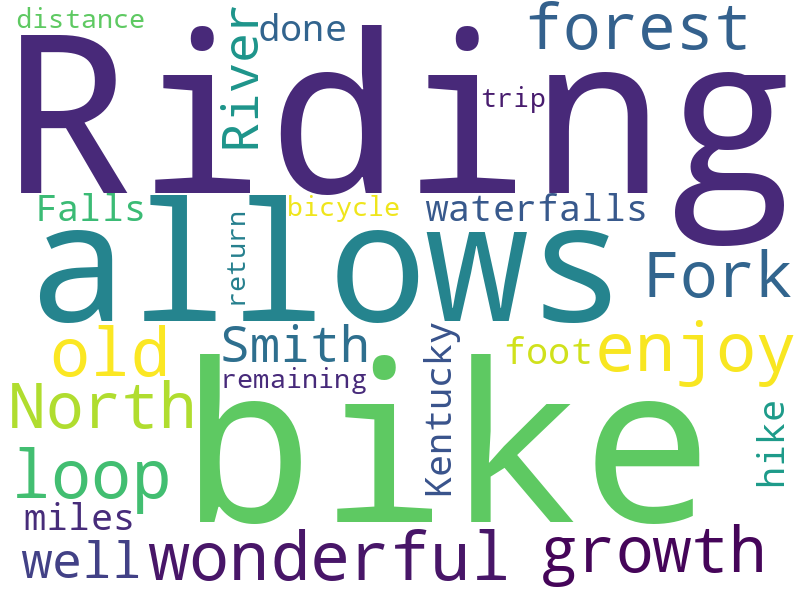 distance
River
done
forest
Riding
trip
Falls
return
bicycle
waterfalls
allows
Fork
old
Smith
Kentucky
foot
enjoy
remaining
North
bike
hike
loop
miles
well
wonderful
growth